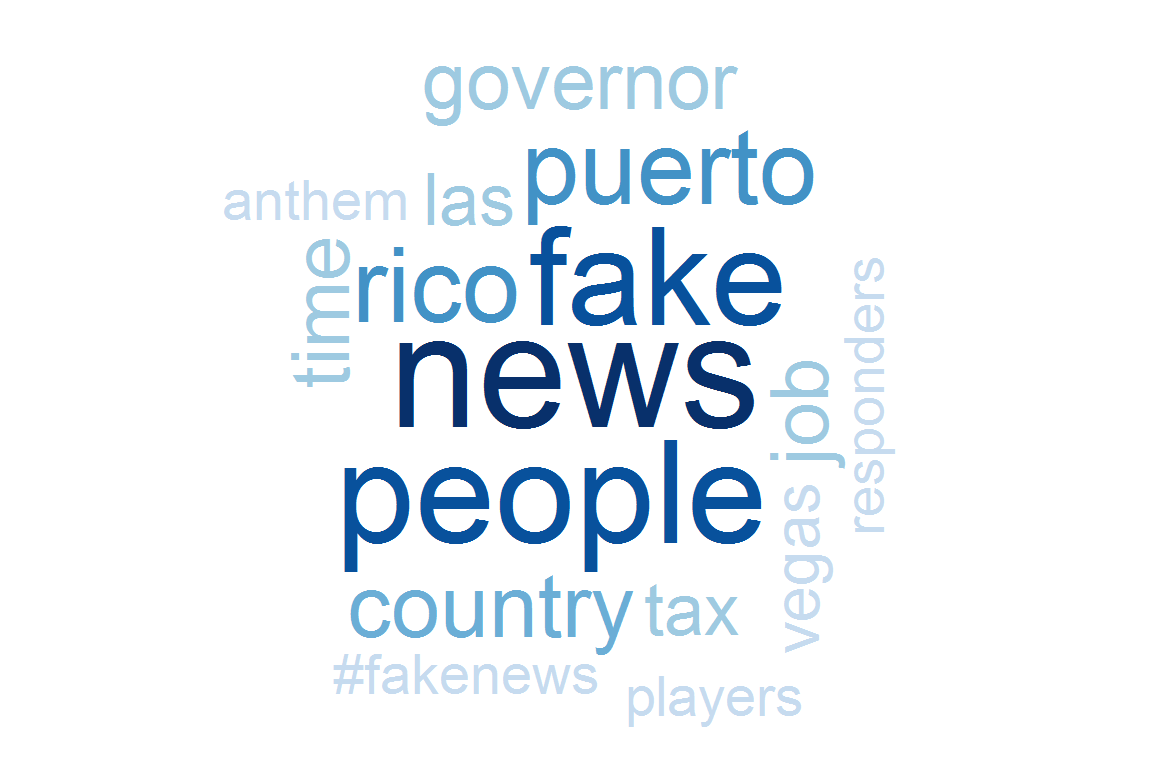 governor
puerto
anthem
las
time
rico
fake
responders
news
job
people
vegas
country
tax
#fakenews
players